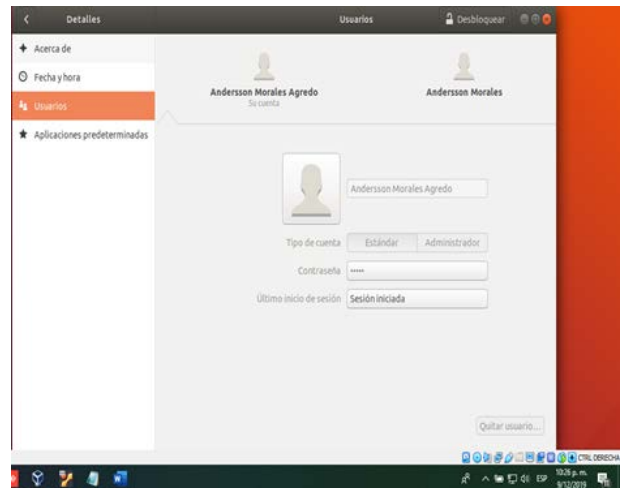 Detalles
Usuarios
Desbloquear
Acerca de
Fecha y hora
Usuarios
Aplicaciones predeterminadas
Andersson Morales Agredo
Su cuenta
Andersson Morales
Andersson Morales Agredo
Tipo de cuenta Estándar Administrador
Contraseña •••••
Último inicio de sesión Sesión iniciada
Quitar usuario...
CTRL DERECHA
ESP
10:26 p. m.
9/12/2019